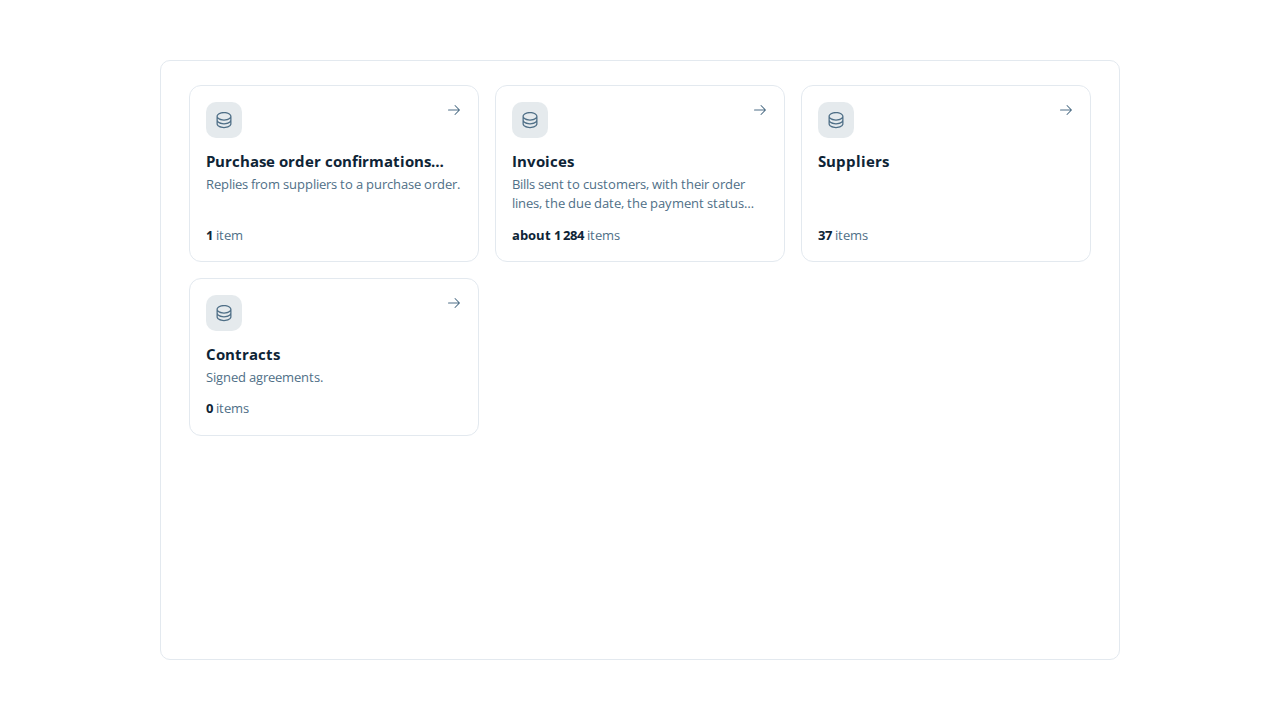 Purchase order confirmations…
Replies from suppliers to a purchase order.
1 item
Invoices
Bills sent to customers, with their order
lines, the due date, the payment status…
about 1 284 items
Suppliers
37 items
Contracts
Signed agreements.
0 items